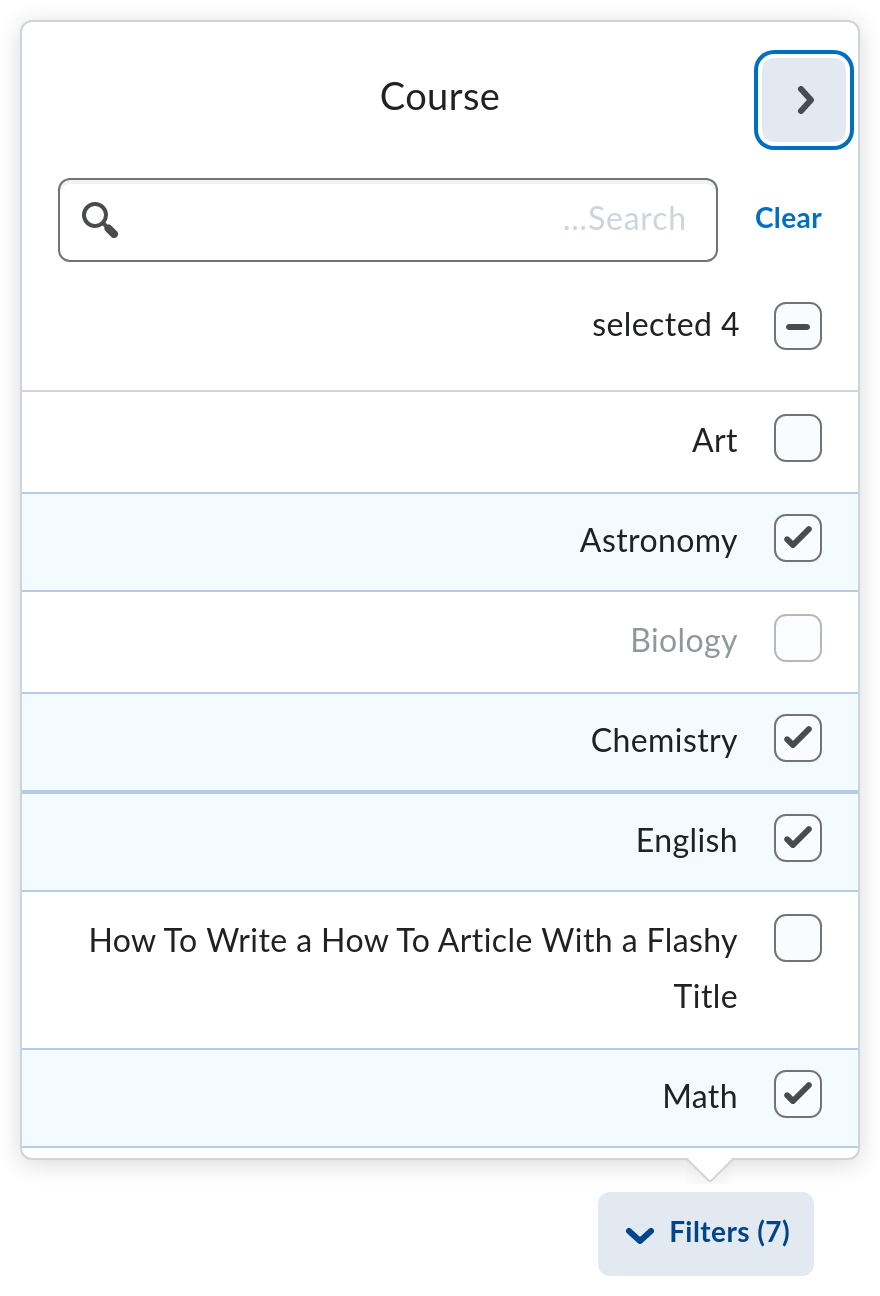 Course
...Search
Clear
selected 4
Art
Astronomy
Biology
Chemistry
English
How To Write a How To Article With a Flashy
Title
Math
Filters (7)